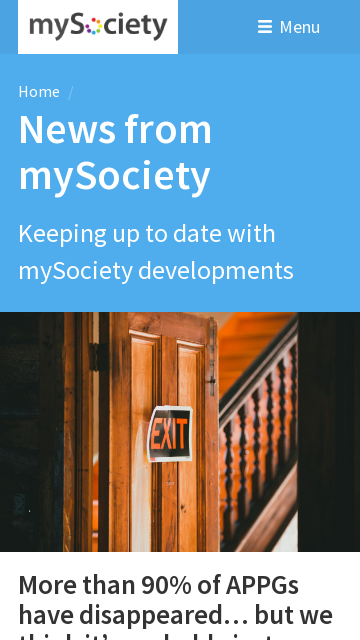 mySociety
Menu
Home /
News from
mySociety
Keeping up to date with
mySociety developments
EXIT
More than 90% of APPGs
have disappeared… but we